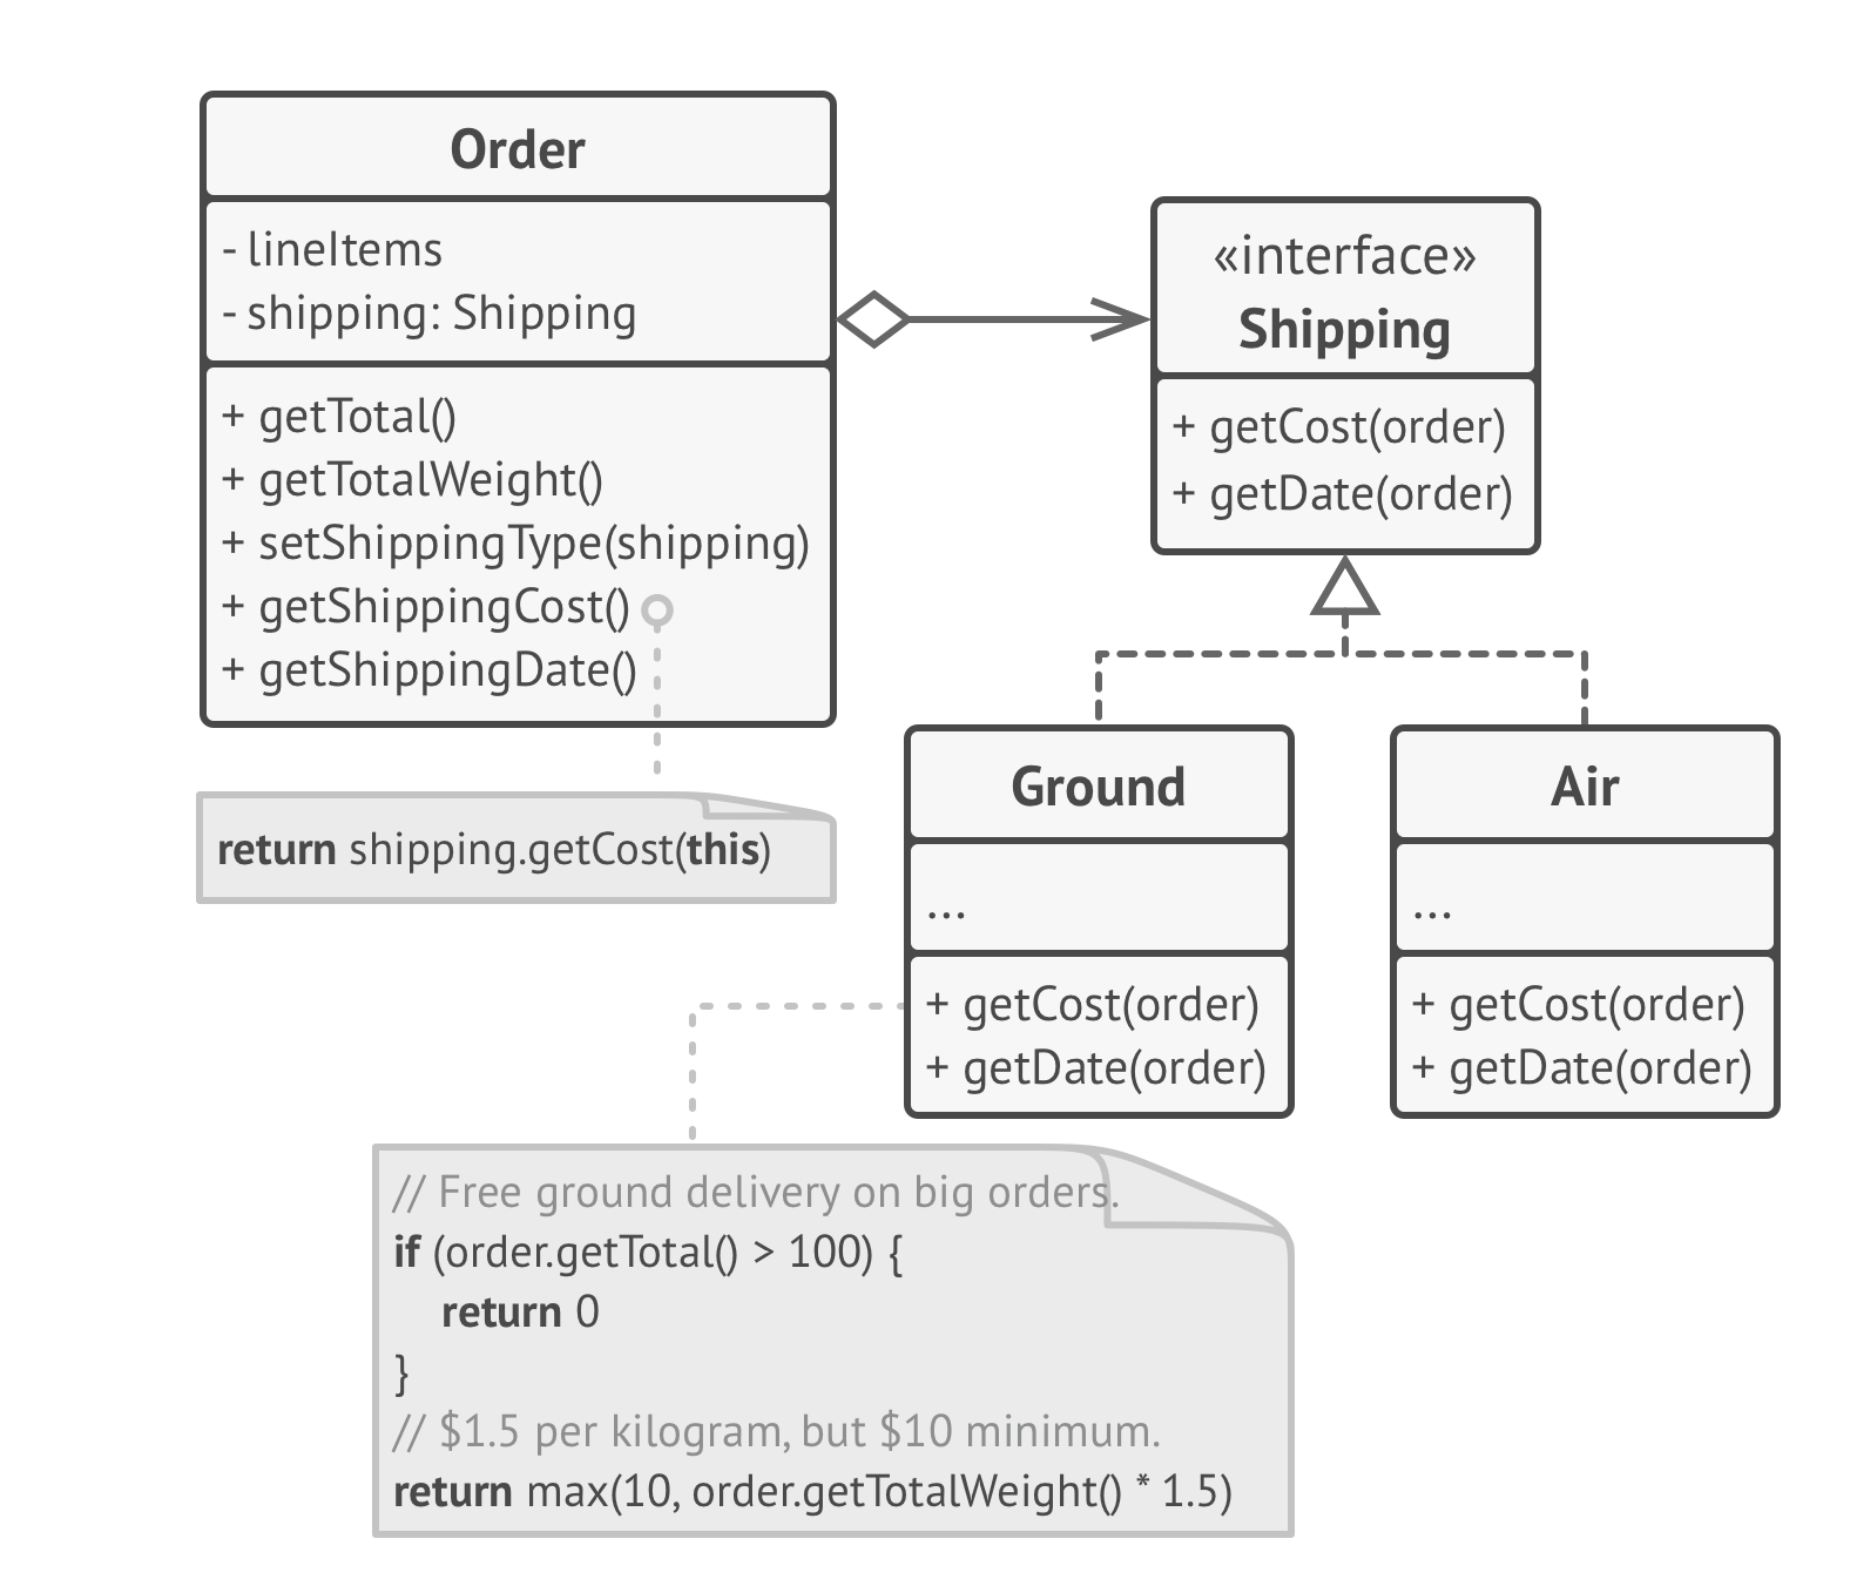 Order
- lineItems
- shipping: Shipping
+ getTotal()
+ getTotalWeight()
+ setShippingType(shipping)
+ getShippingCost()
+ getShippingDate()
return shipping.getCost(this)
«interface»
Shipping
+ getCost(order)
+ getDate(order)
Ground
...
+ getCost(order)
+ getDate(order)
Air
...
+ getCost(order)
+ getDate(order)
// Free ground delivery on big orders.
if (order.getTotal() > 100) {
return 0
}
// $1.5 per kilogram, but $10 minimum.
return max(10, order.getTotalWeight() * 1.5)